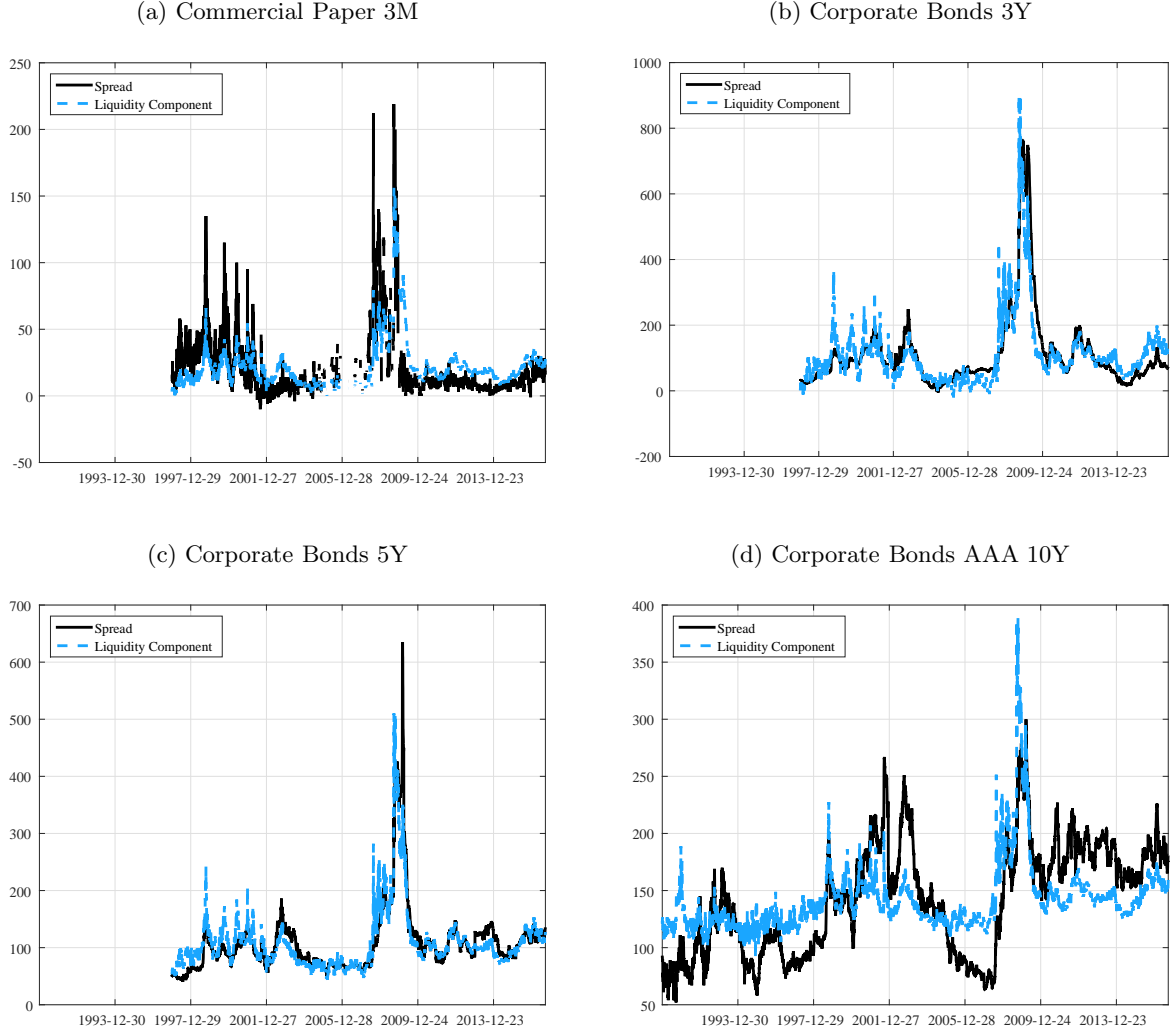 (a) Commercial Paper 3M
250
200
150
100
50
0
-50
Spread
Liquidity Component
1993-12-30 1997-12-29 2001-12-27 2005-12-28 2009-12-24 2013-12-23
(b) Corporate Bonds 3Y
1000
800
600
400
200
0
-200
Spread
Liquidity Component
1993-12-30 1997-12-29 2001-12-27 2005-12-28 2009-12-24 2013-12-23
(c) Corporate Bonds 5Y
700
600
500
400
300
200
100
0
Spread
Liquidity Component
1993-12-30 1997-12-29 2001-12-27 2005-12-28 2009-12-24 2013-12-23
(d) Corporate Bonds AAA 10Y
400
350
300
250
200
150
100
50
Spread
Liquidity Component
1993-12-30 1997-12-29 2001-12-27 2005-12-28 2009-12-24 2013-12-23